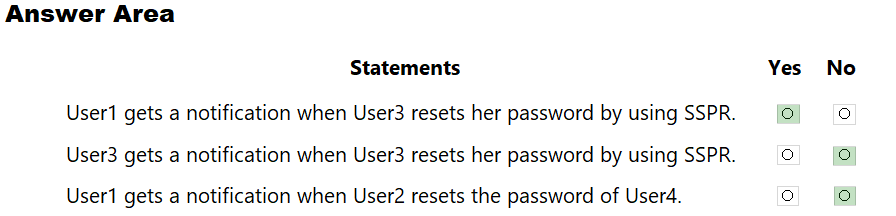 Answer Area
Statements Yes No
User1 gets a notification when User3 resets her password by using SSPR.
User3 gets a notification when User3 resets her password by using SSPR.
User1 gets a notification when User2 resets the password of User4.